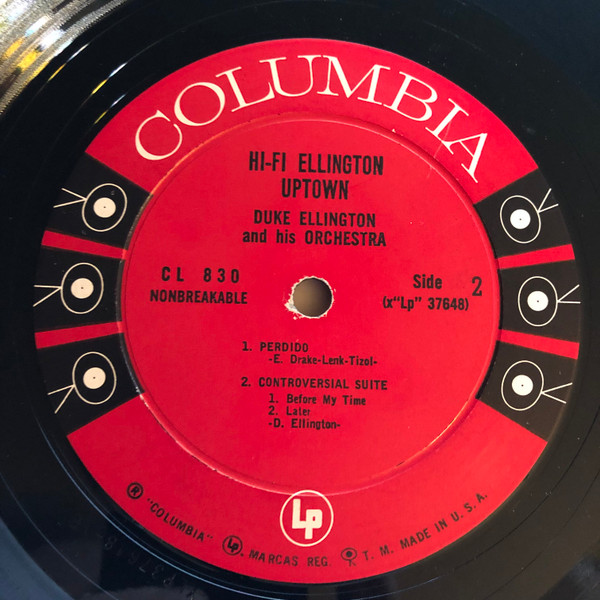 COLUMBIA
HI-FI ELLINGTON
UPTOWN
DUKE ELLINGTON
and his ORCHESTRA
CL 830
NONBREAKABLE
Side 2
(x"Lp" 37648)
1. PERDIDO
-E. Drake-Lenk-Tizol-
2. CONTROVERSIAL SUITE
1. Before My Time
2. Later
-D. Ellington-
Lp
® "COLUMBIA" Lp MARCAS REG. T. M. MADE IN U. S. A.